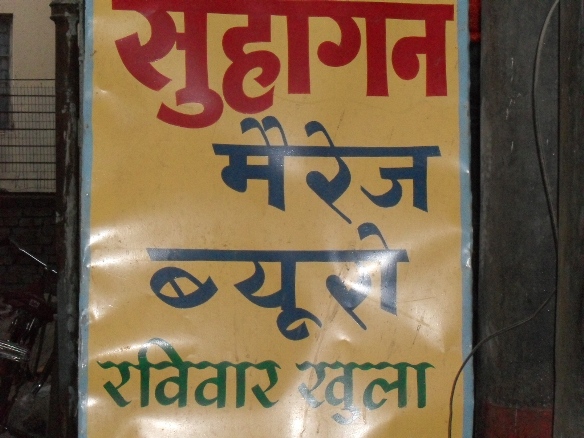 सुहागन
मैरेज
ब्यूरो
रविवार खुला